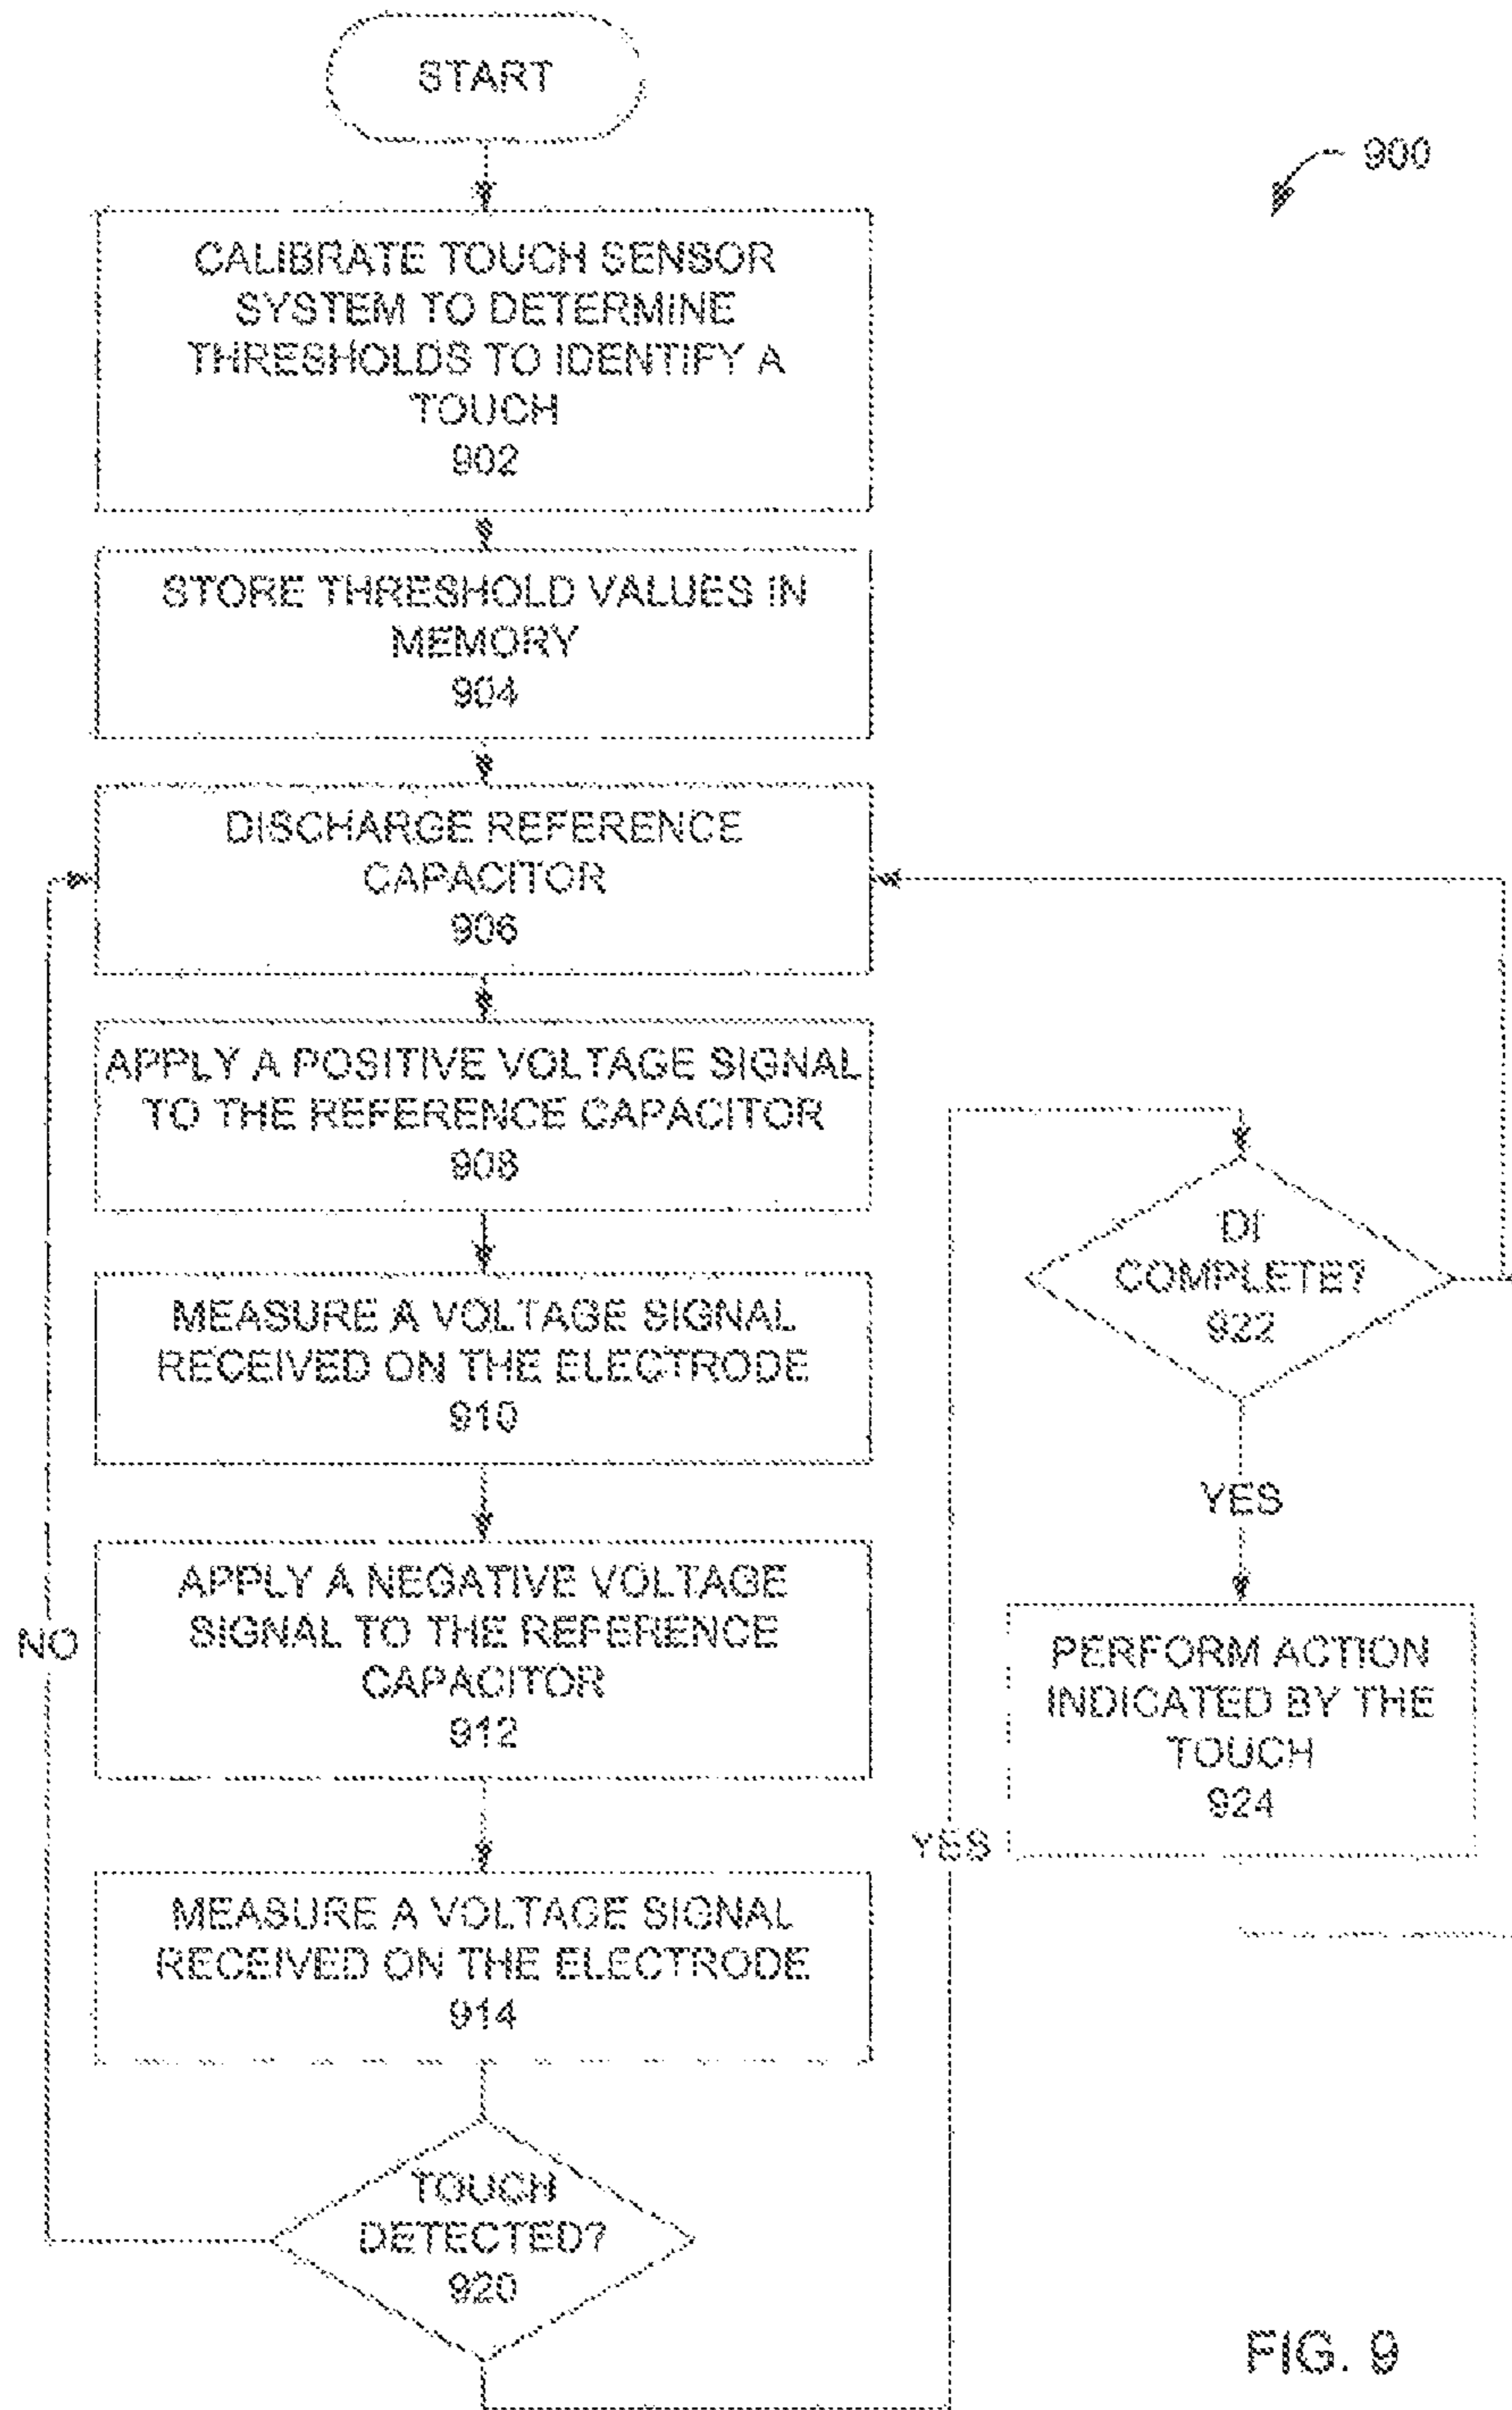 START
900
CALIBRATE TOUCH SENSOR
SYSTEM TO DETERMINE
THRESHOLDS TO IDENTIFY A
TOUCH
902
STORE THRESHOLD VALUES IN
MEMORY
904
DISCHARGE REFERENCE
CAPACITOR
906
APPLY A POSITIVE VOLTAGE SIGNAL
TO THE REFERENCE CAPACITOR
908
MEASURE A VOLTAGE SIGNAL
RECEIVED ON THE ELECTRODE
910
APPLY A NEGATIVE VOLTAGE
SIGNAL TO THE REFERENCE
CAPACITOR
912
NO
MEASURE A VOLTAGE SIGNAL
RECEIVED ON THE ELECTRODE
914
TOUCH
DETECTED?
920
YES
DI
COMPLETE?
922
YES
PERFORM ACTION
INDICATED BY THE
TOUCH
924
FIG. 9